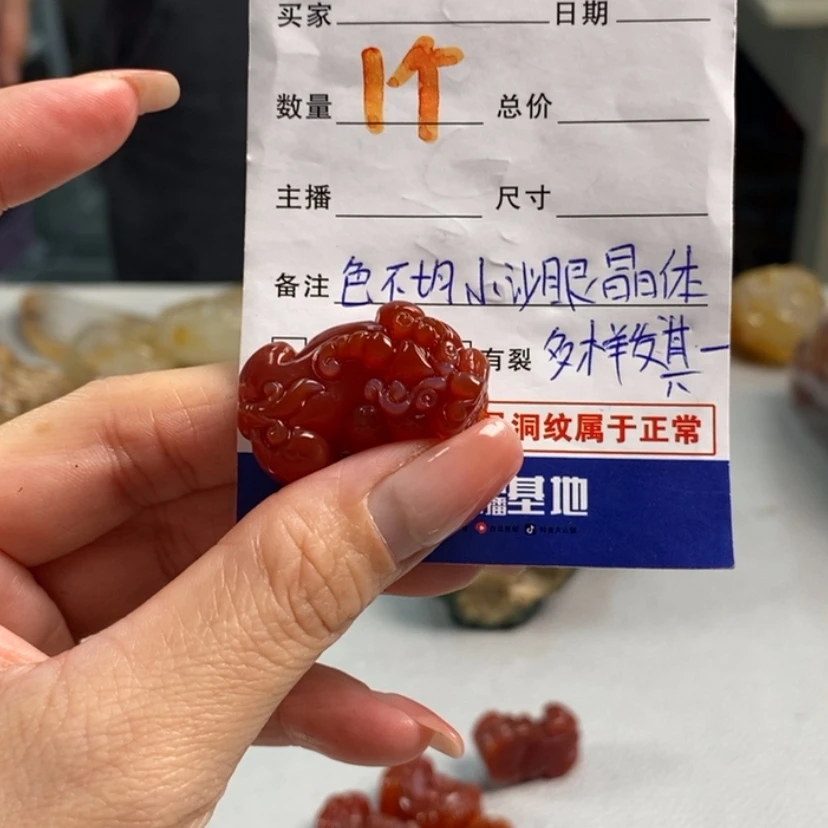 买家 日期
数量 1个 总价
主播 尺寸
备注 色不均小沙眼晶体
有裂 多样发其一
洞纹属于正常
播基地